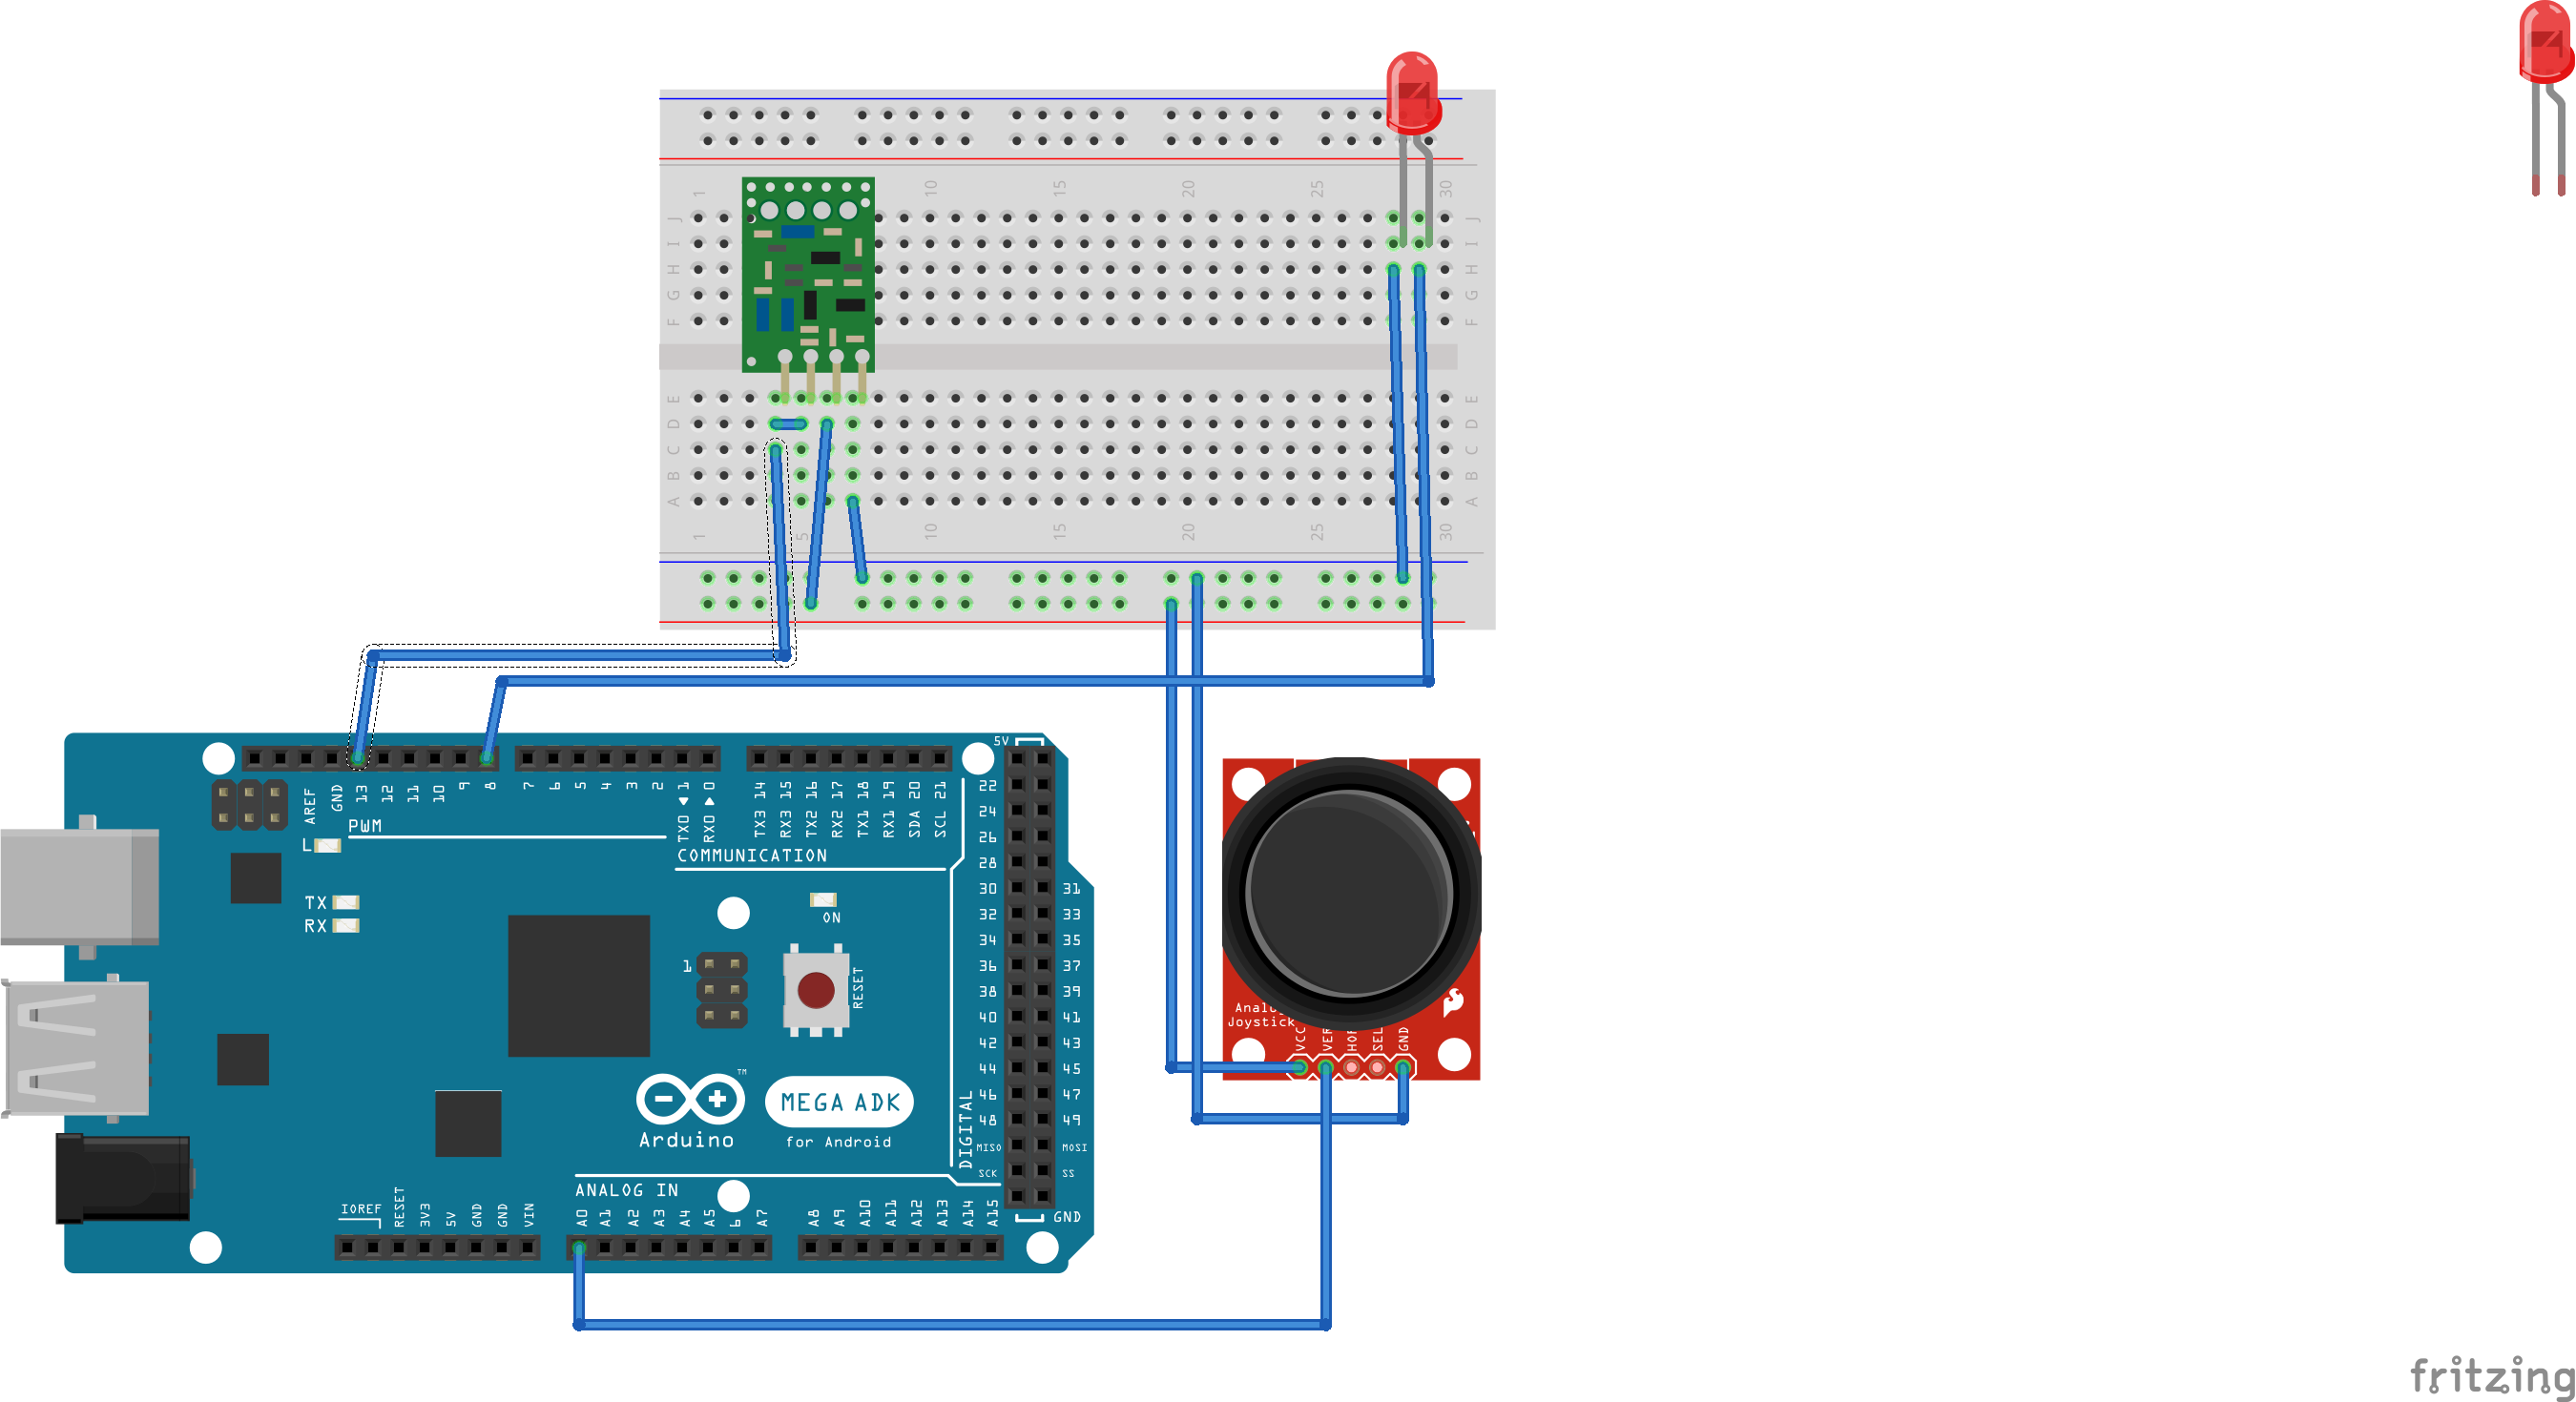 1 10 15 20 25 30
J J
I I
H H
G G
F F
E E
D D
C C
B B
A A
1 5 10 15 20 25 30
5V
AREF GND 13 12 11 10 9 8 7 6 5 4 3 2 TX0 1 RX0 0 TX3 14 RX3 15 TX2 16 RX2 17 TX1 18 RX1 19 SDA 20 SCL 21
PWM
L
COMMUNICATION
TX
RX
ON
1
RESET
22
24
26
28
30 31
32 33
34 35
36 37
38 39
40 41
42 43
44 45
46 47
48 49
MISO MOSI
SCK SS
DIGITAL
GND
TM
MEGA ADK
Arduino
for Android
ANALOG IN
IOREF RESET 3V3 5V GND GND VIN A0 A1 A2 A3 A4 A5 6 A7 A8 A9 A10 A11 A12 A13 A14 A15
Joystick
VCC GND
fritzing